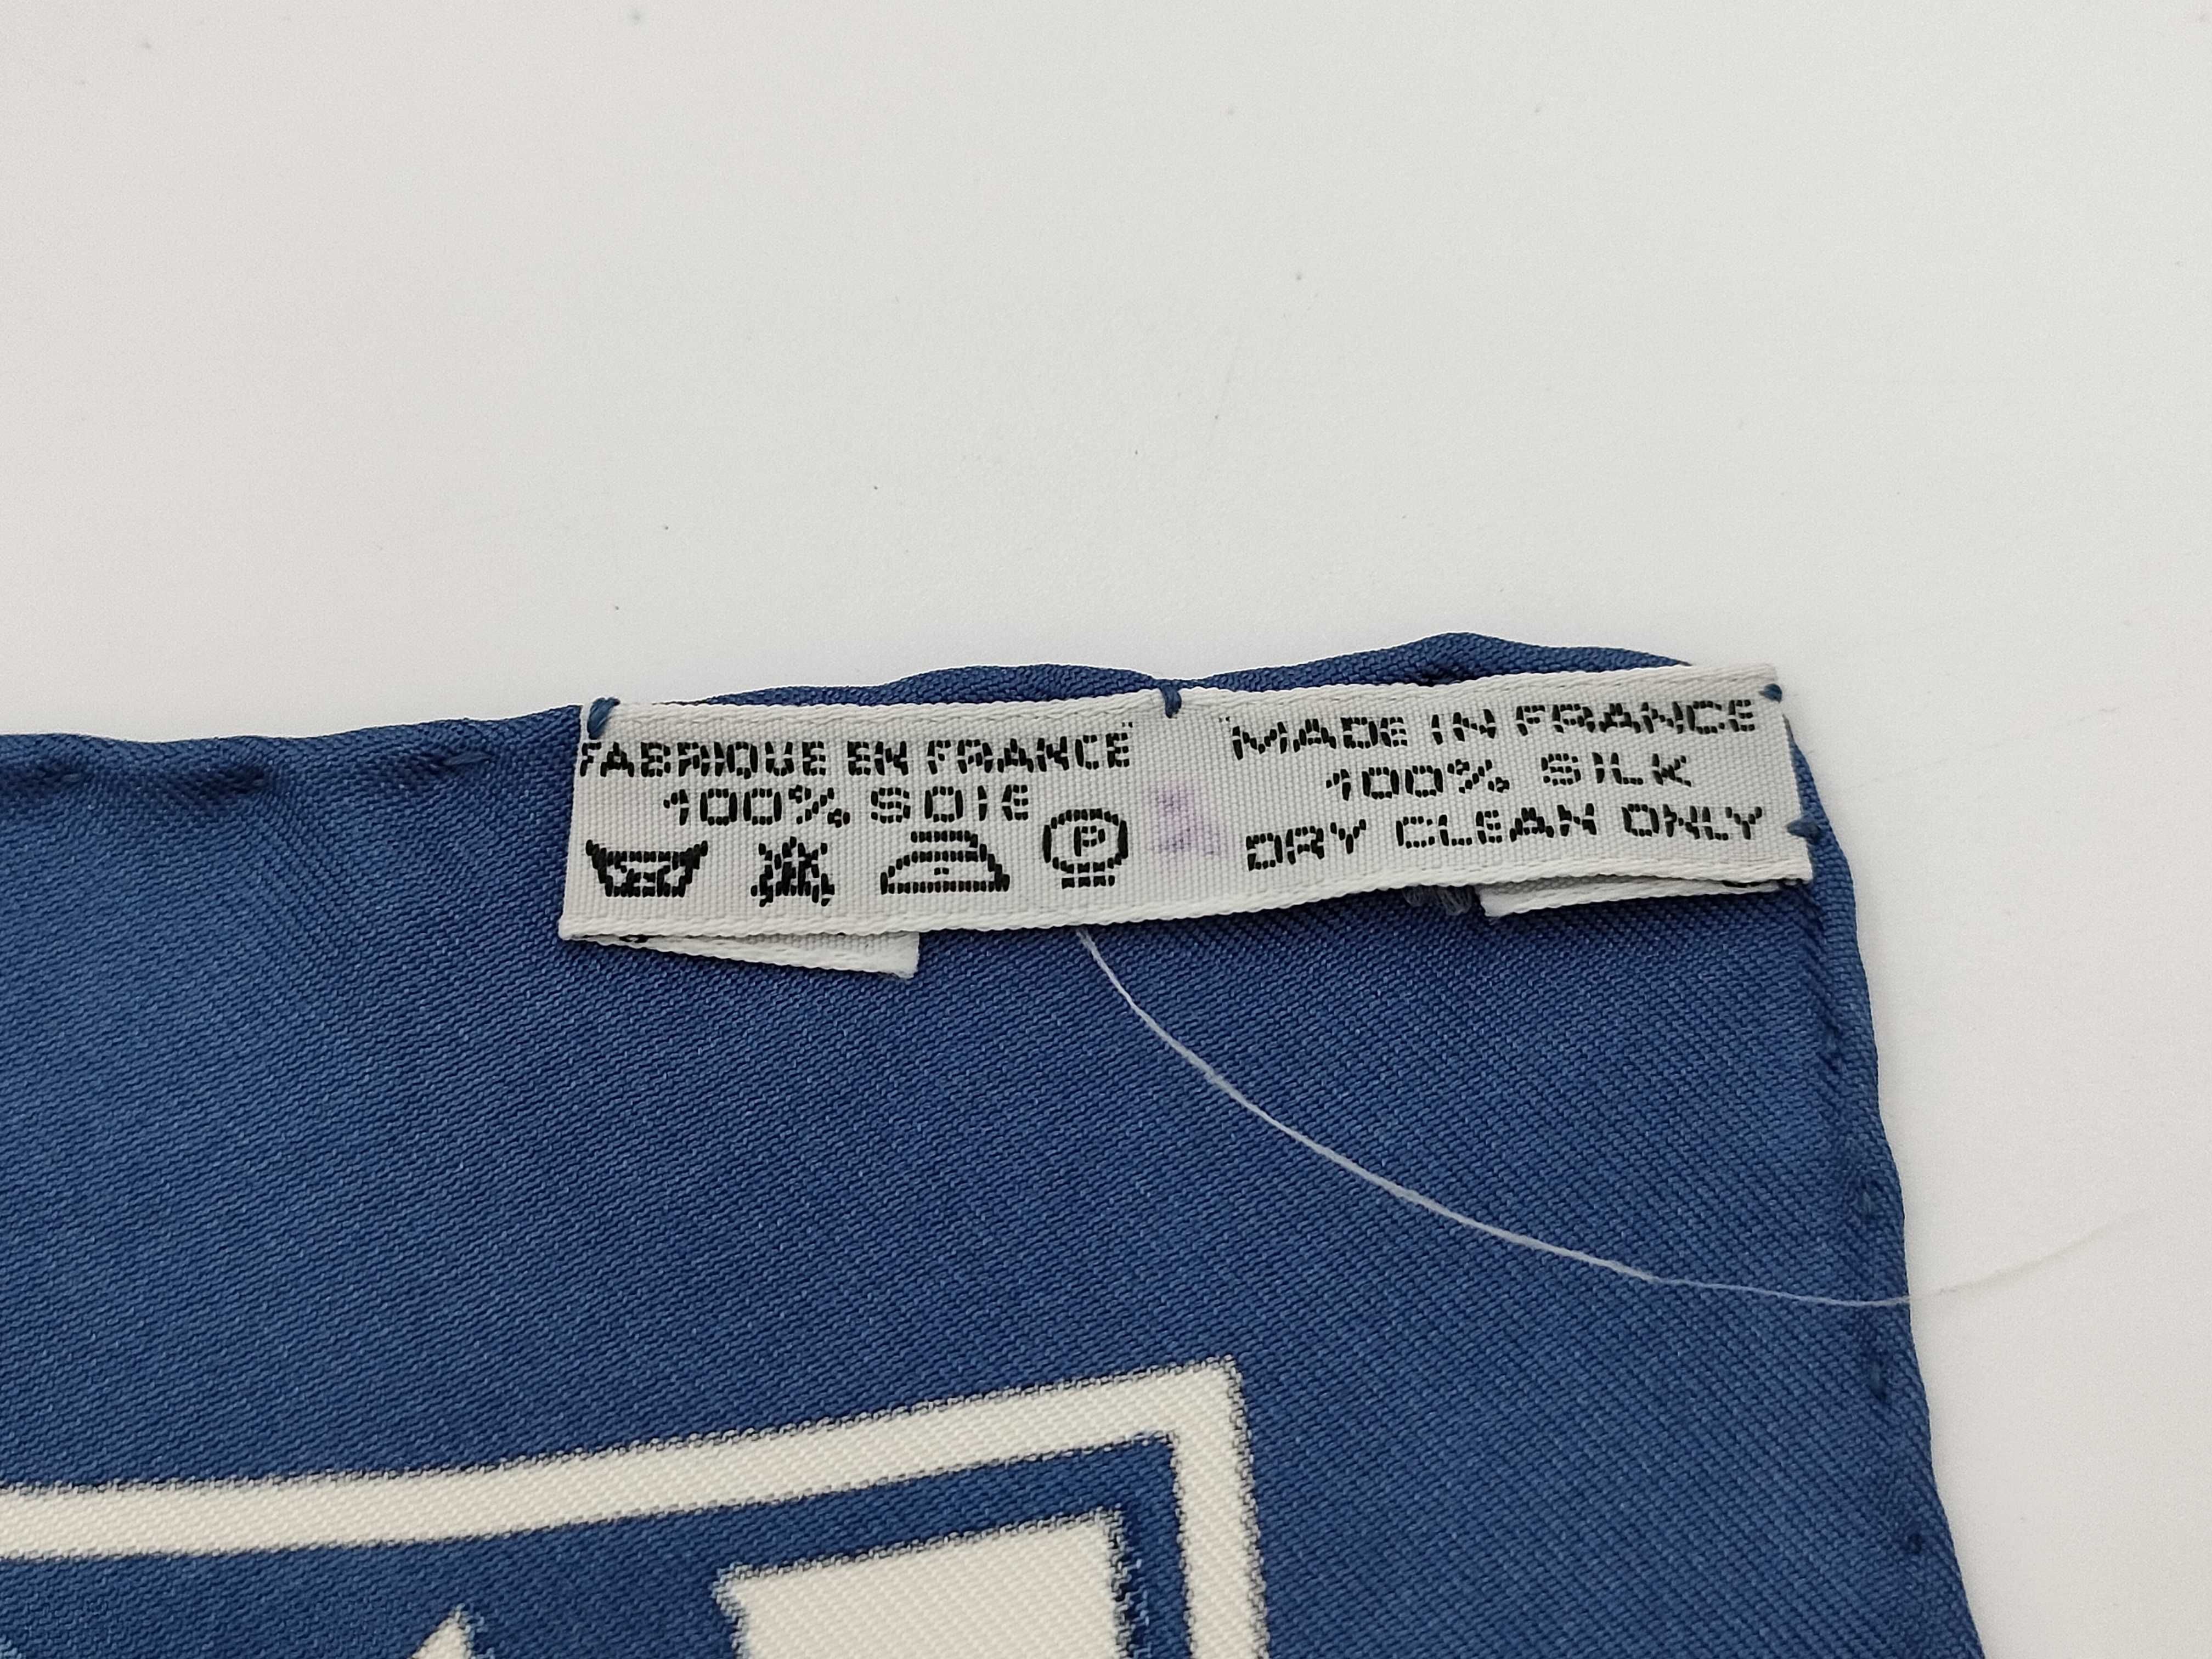 FABRIQUE EN FRANCE"
100% SOIE
P
"MADE IN FRANCE
100% SILK
DRY CLEAN ONLY